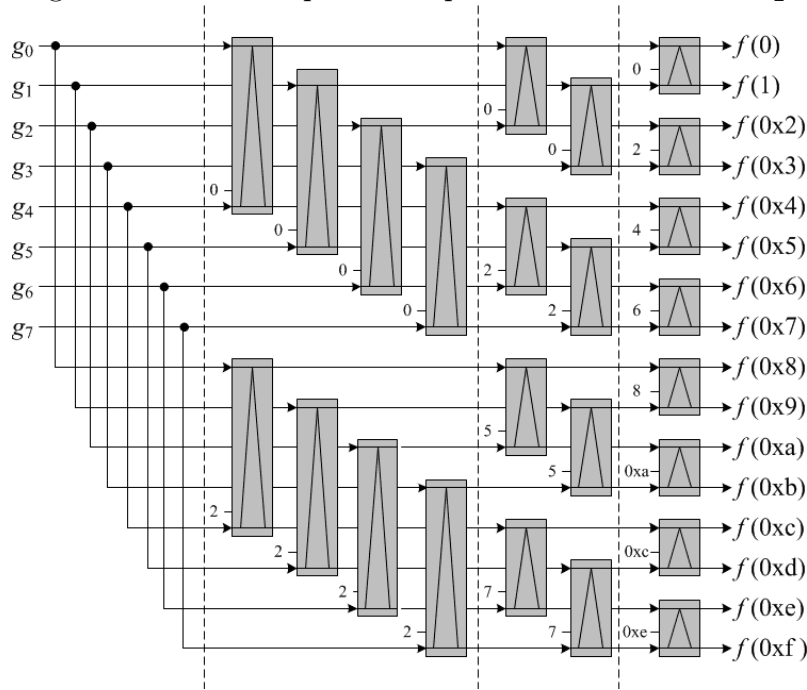 g0 f(0)
0
g1 f(1)
0
g2 f(0x2)
0 2
g3 f(0x3)
0
g4 f(0x4)
0 4
g5 f(0x5)
0 2
g6 f(0x6)
0 2 6
g7 f(0x7)
f(0x8)
8
f(0x9)
5
f(0xa)
5 0xa
f(0xb)
2
f(0xc)
2 0xc
f(0xd)
2 7
f(0xe)
2 7 0xe
f(0xf)